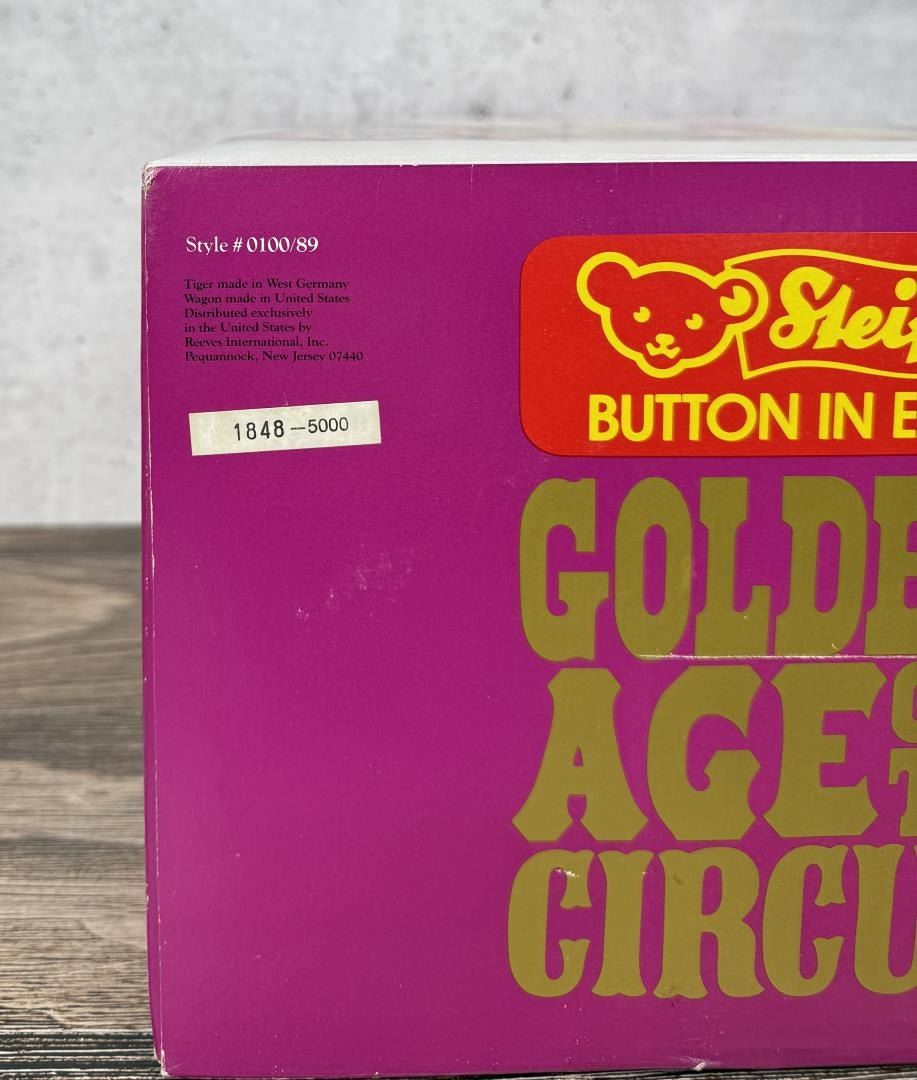 Style # 0100/89
Tiger made in West Germany
Wagon made in United States
Distributed exclusively
in the United States by
Reeves International, Inc.
Pequannock, New Jersey 07440
1848-5000
Steif
BUTTON IN E
GOLDE
AGE
CIRCU